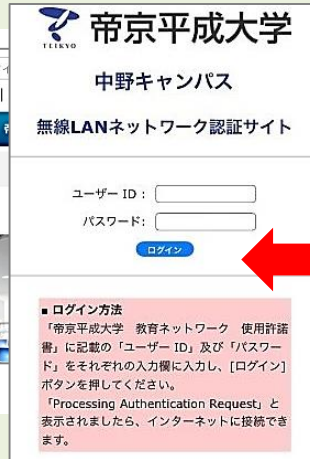 帝京平成大学
TEIKYO
中野キャンパス
無線LANネットワーク認証サイト
ユーザー ID：
パスワード:
ログイン
■ ログイン方法
「帝京平成大学　教育ネットワーク　使用許諾
書」に記載の「ユーザー ID」及び「パスワー
ド」をそれぞれの入力欄に入力し、[ログイン]
ボタンを押してください。
「Processing Authentication Request」と
表示されましたら、インターネットに接続でき
ます。